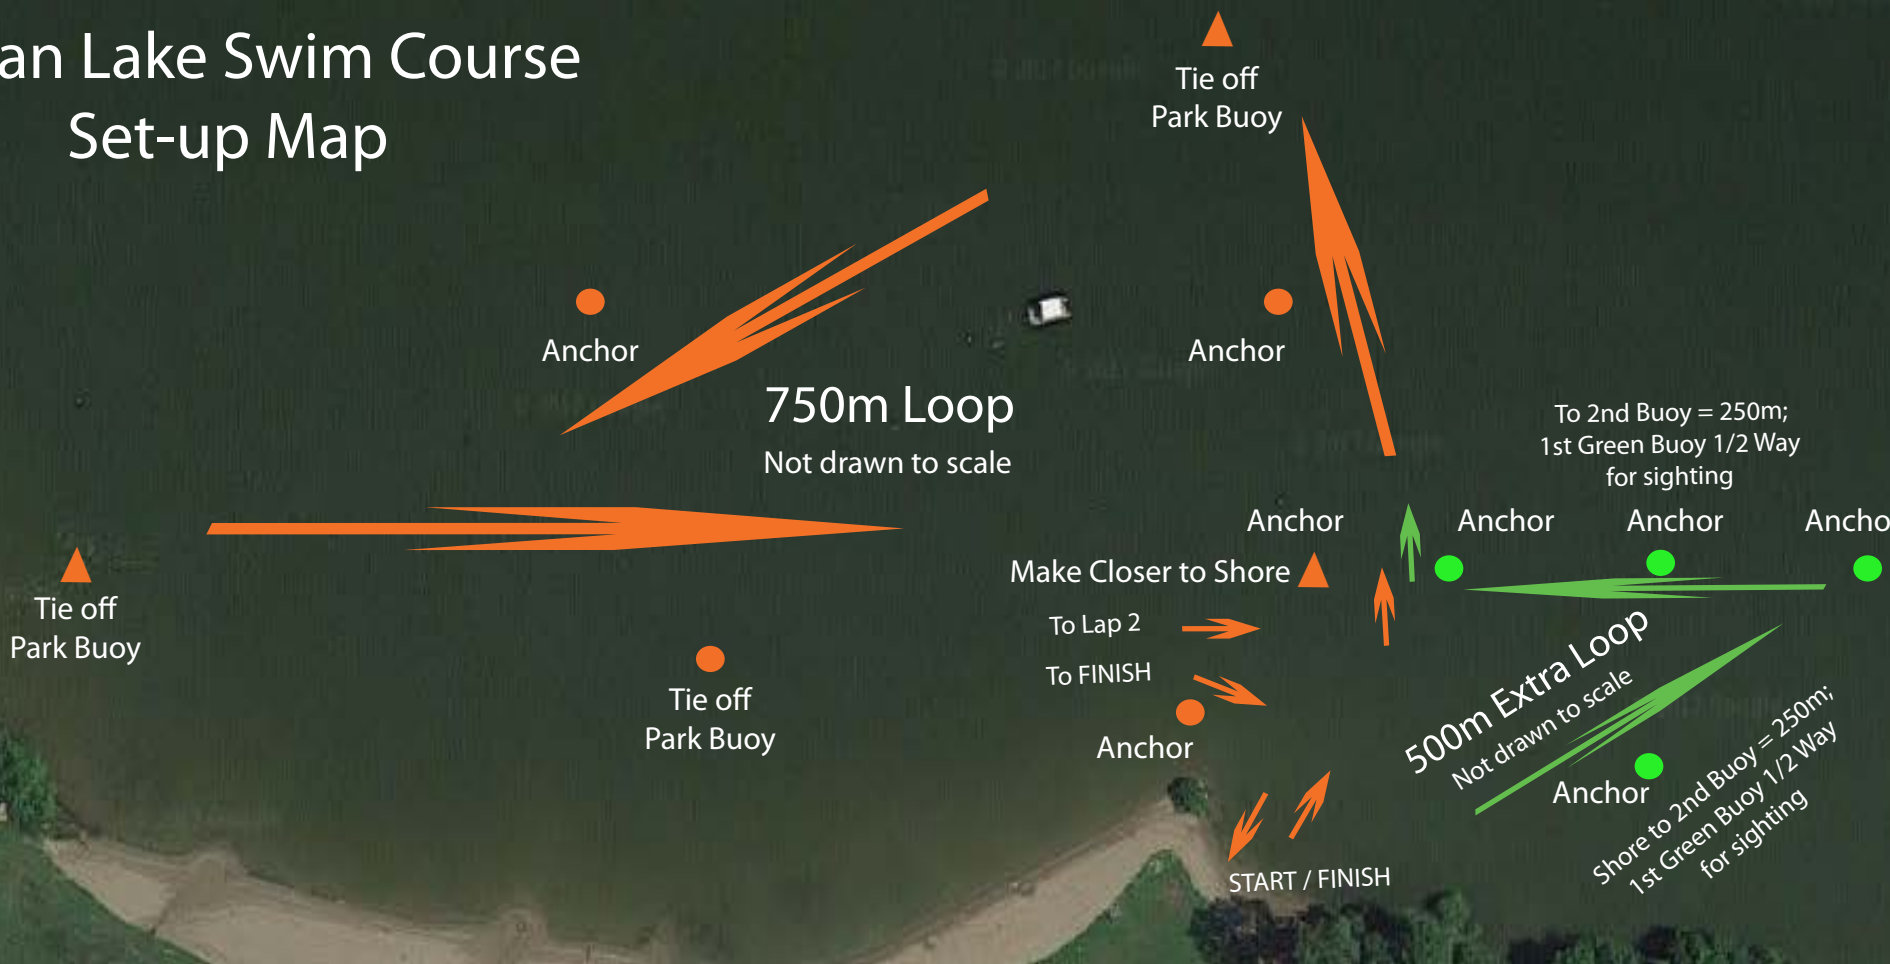 an Lake Swim Course
Set-up Map
Tie off
Park Buoy
Anchor
Anchor
750m Loop
Not drawn to scale
To 2nd Buoy = 250m;
1st Green Buoy 1/2 Way
for sighting
Anchor
Anchor
Anchor
Ancho
Make Closer to Shore
To Lap 2
To FINISH
Tie off
Park Buoy
Tie off
Park Buoy
Anchor
500m Extra Loop
Not drawn to scale
Anchor
Shore to 2nd Buoy = 250m;
1st Green Buoy 1/2 Way
for sighting
START / FINISH